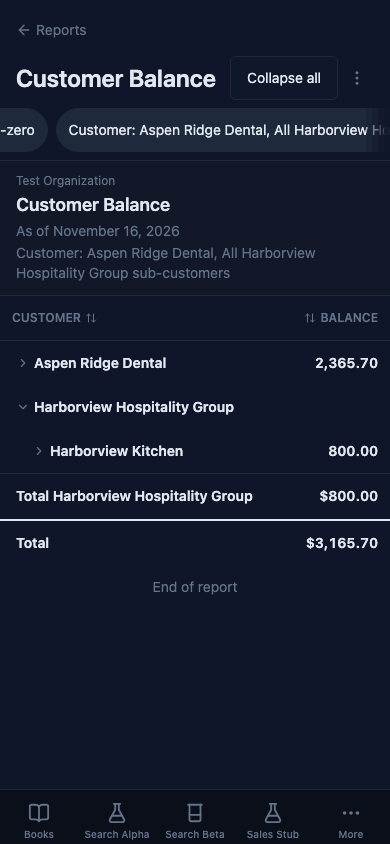 Reports
Customer Balance
Collapse all
-zero
Customer: Aspen Ridge Dental, All Harborview
Test Organization
Customer Balance
As of November 16, 2026
Customer: Aspen Ridge Dental, All Harborview
Hospitality Group sub-customers
CUSTOMER BALANCE
Aspen Ridge Dental 2,365.70
Harborview Hospitality Group
Harborview Kitchen 800.00
Total Harborview Hospitality Group $800.00
Total $3,165.70
End of report
Books Search Alpha Search Beta Sales Stub More